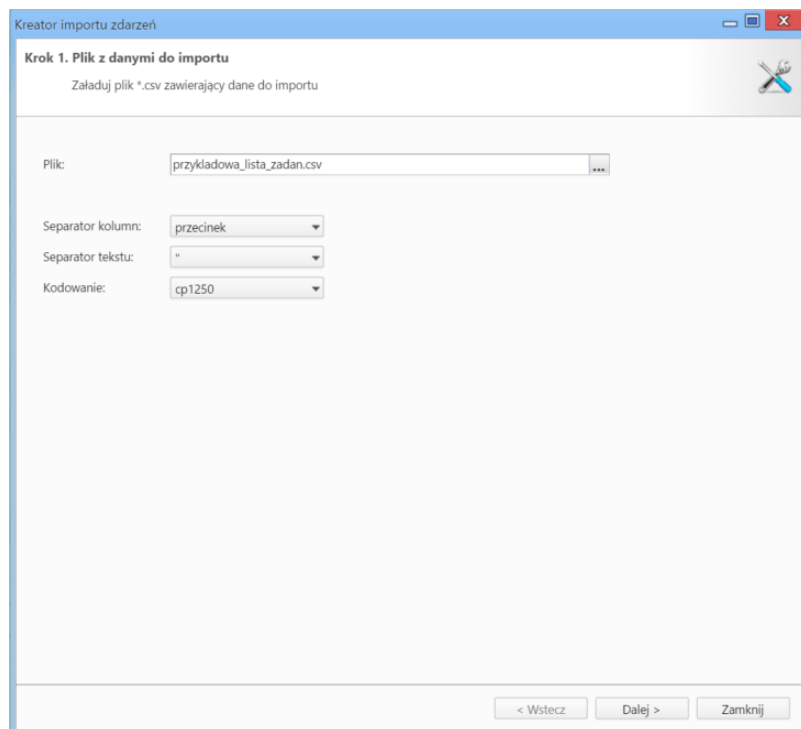 Kreator importu zdarzeń
Krok 1. Plik z danymi do importu
Załaduj plik *.csv zawierający dane do importu
Plik: przykladowa_lista_zadan.csv ...
Separator kolumn: przecinek
Separator tekstu: "
Kodowanie: cp1250
< Wstecz Dalej > Zamknij